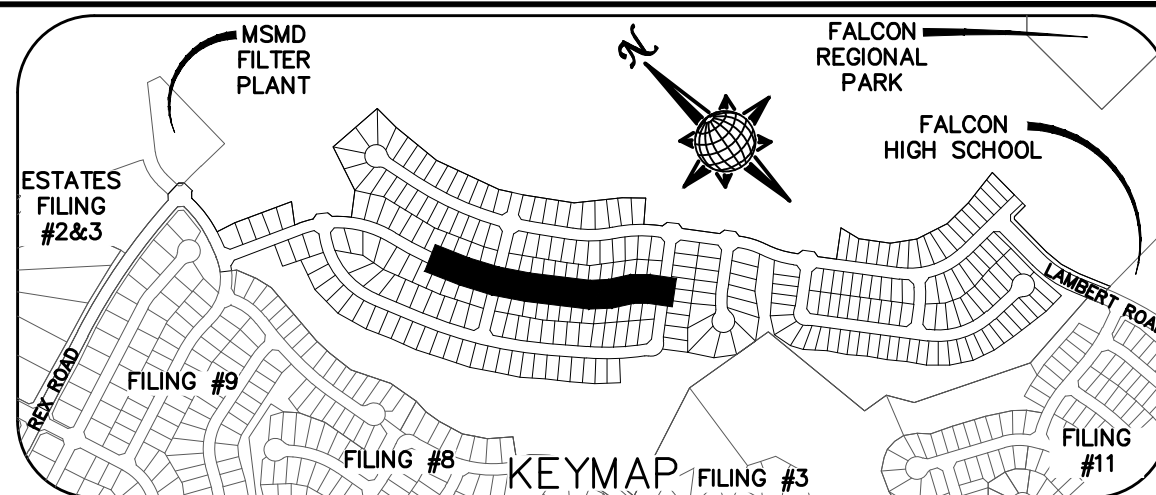 MSMD
FILTER
PLANT
N
FALCON
REGIONAL
PARK
FALCON
HIGH SCHOOL
ESTATES
FILING
#2&3
LAMBERT ROAD
REX ROAD
FILING #9
FILING #8
KEYMAP
FILING #3
FILING
#11